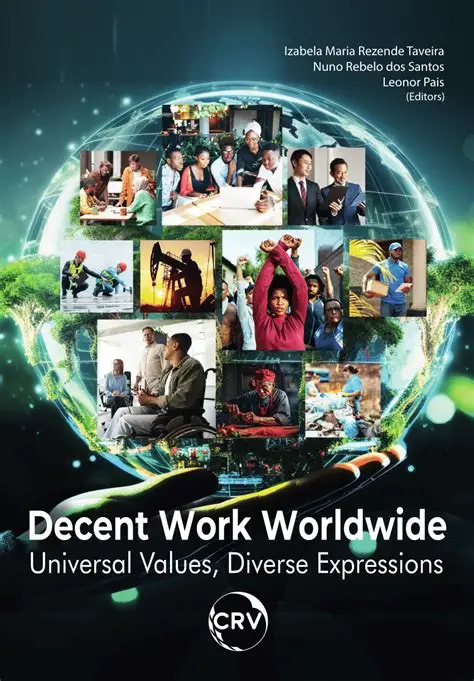 Izabela Maria Rezende Taveira
Nuno Rebelo dos Santos
Leonor Pais
(Editors)
Decent Work Worldwide
Universal Values, Diverse Expressions
CRV